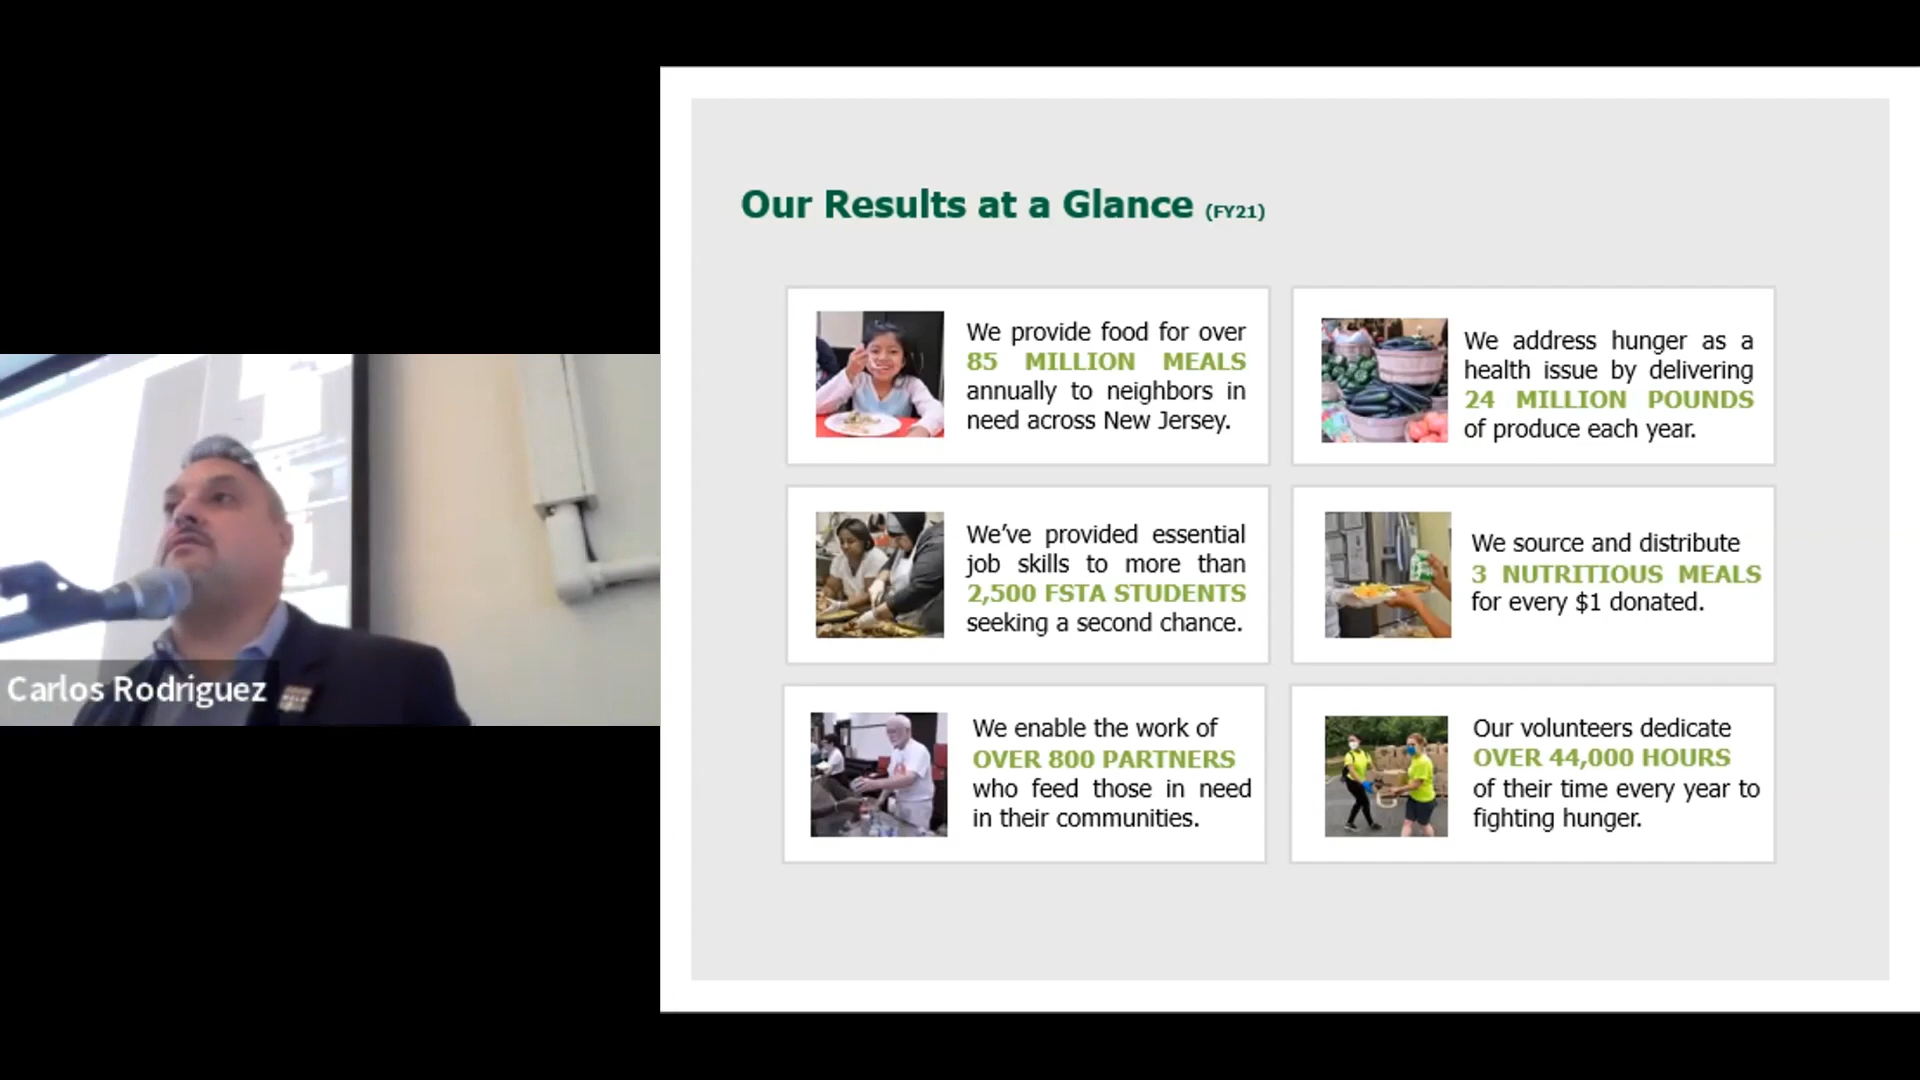 Our Results at a Glance (FY21)
We provide food for over
85 MILLION MEALS
annually to neighbors in
need across New Jersey.
We address hunger as a
health issue by delivering
24 MILLION POUNDS
of produce each year.
We’ve provided essential
job skills to more than
2,500 FSTA STUDENTS
seeking a second chance.
We source and distribute
3 NUTRITIOUS MEALS
for every $1 donated.
We enable the work of
OVER 800 PARTNERS
who feed those in need
in their communities.
Our volunteers dedicate
OVER 44,000 HOURS
of their time every year to
fighting hunger.
Carlos Rodriguez